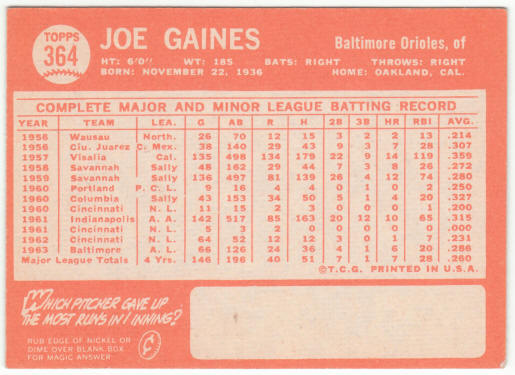 TOPPS
364
JOE GAINES
Baltimore Orioles, of
HT: 6'0" WT: 185 BATS: RIGHT THROWS: RIGHT
BORN: NOVEMBER 22, 1936 HOME: OAKLAND, CAL.
COMPLETE MAJOR AND MINOR LEAGUE BATTING RECORD
YEAR TEAM LEA. G AB R H 2B 3B HR RBI AVG.
1956 Wausau North. 26 70 12 15 3 2 2 13 .214
1956 Ciu. Juarez C. Mex. 38 140 29 43 9 3 7 28 .307
1957 Visalia Cal. 135 498 134 179 22 9 14 119 .359
1958 Savannah Sally 48 162 29 44 7 3 8 26 .272
1959 Savannah Sally 136 497 81 139 26 4 12 74 .280
1960 Portland P. C. L. 9 16 4 4 0 1 0 2 .250
1960 Columbia Sally 43 153 34 50 5 1 4 20 .327
1960 Cincinnati N. L. 11 15 2 3 0 0 0 1 .200
1961 Indianapolis A. A. 142 517 85 163 20 12 10 65 .315
1961 Cincinnati N. L. 5 3 2 0 0 0 0 0 .000
1962 Cincinnati N. L. 64 52 12 12 3 0 1 7 .231
1963 Baltimore A. L. 66 126 24 36 4 1 6 20 .286
Major League Totals 4 Yrs. 146 196 40 51 7 1 7 28 .260
©T.C.G. PRINTED IN U.S.A.
WHICH PITCHER GAVE UP
THE MOST RUNS IN 1 INNING?
RUB EDGE OF NICKEL OR
DIME OVER BLANK BOX
FOR MAGIC ANSWER